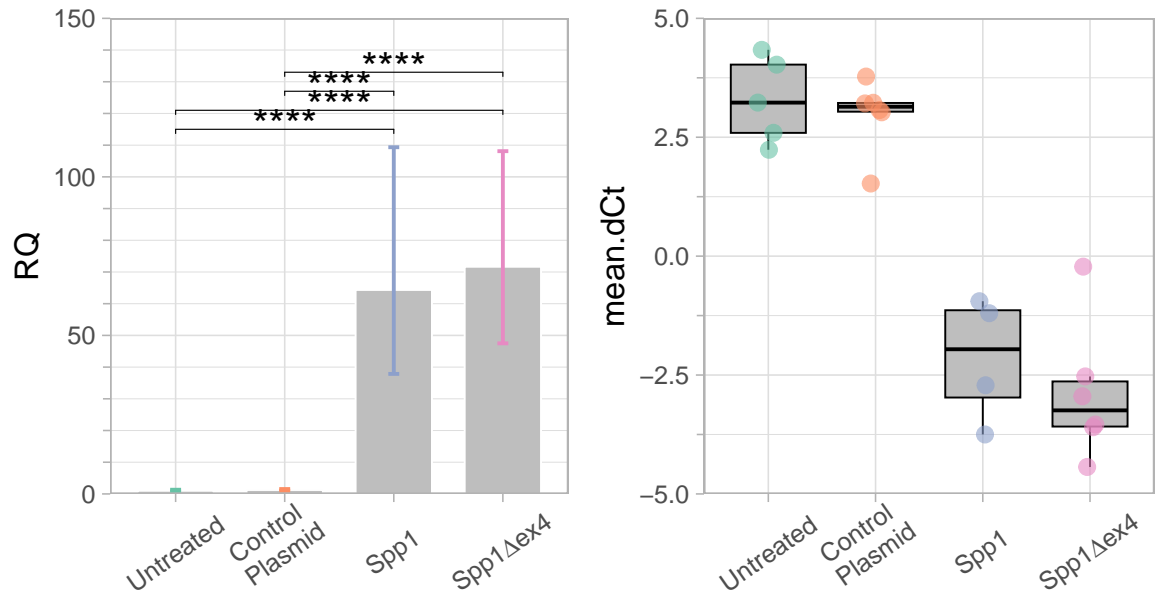 150
100
50
0
RQ
****
****
****
****
Untreated
Control
Plasmid
Spp1
Spp1Δex4
5.0
2.5
0.0
−2.5
−5.0
mean.dCt
Untreated
Control
Plasmid
Spp1
Spp1Δex4